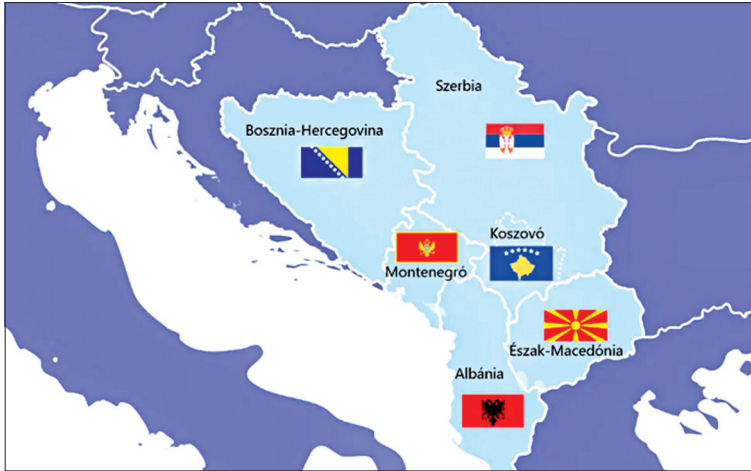 Szerbia
Bosznia-Hercegovina
Koszovó
Montenegró
Észak-Macedónia
Albánia